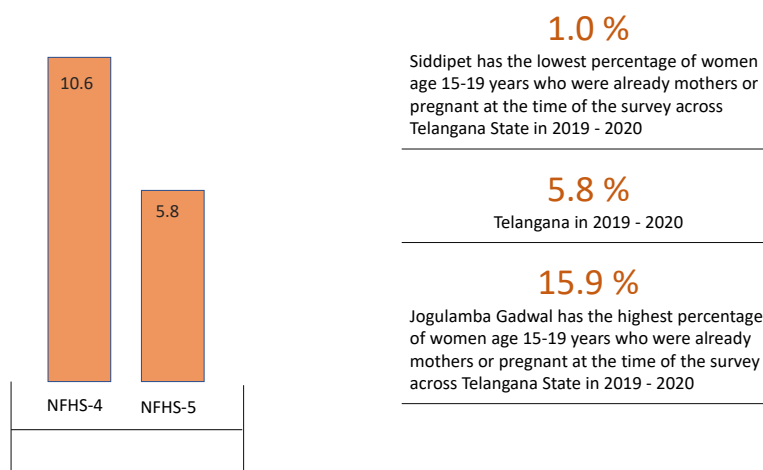 10.6
5.8
NFHS-4
NFHS-5
1.0 %
Siddipet has the lowest percentage of women
age 15-19 years who were already mothers or
pregnant at the time of the survey across
Telangana State in 2019 - 2020
5.8 %
Telangana in 2019 - 2020
15.9 %
Jogulamba Gadwal has the highest percentage
of women age 15-19 years who were already
mothers or pregnant at the time of the survey
across Telangana State in 2019 - 2020